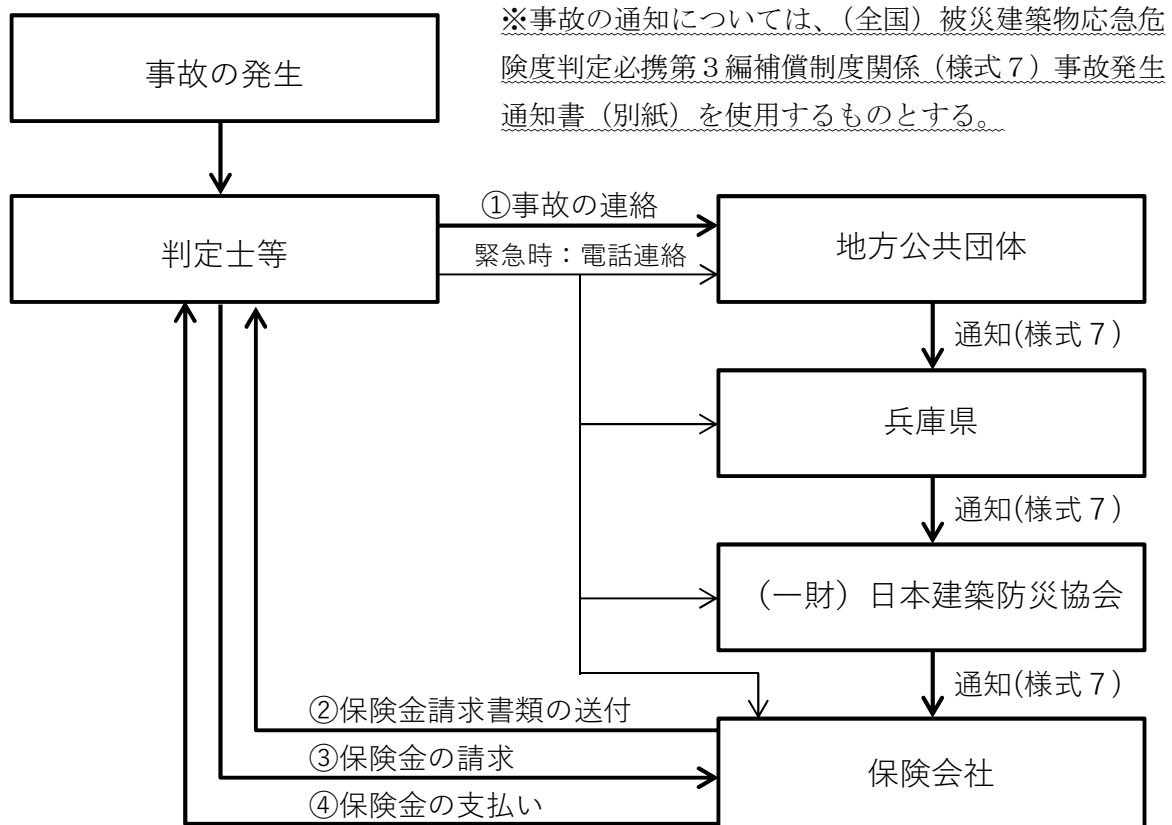 ※事故の通知については、（全国）被災建築物応急危
険度判定必携第３編補償制度関係（様式７）事故発生
通知書（別紙）を使用するものとする。
事故の発生
①事故の連絡
判定士等
地方公共団体
緊急時：電話連絡
通知(様式７)
兵庫県
通知(様式７)
（一財）日本建築防災協会
通知(様式７)
②保険金請求書類の送付
③保険金の請求
保険会社
④保険金の支払い